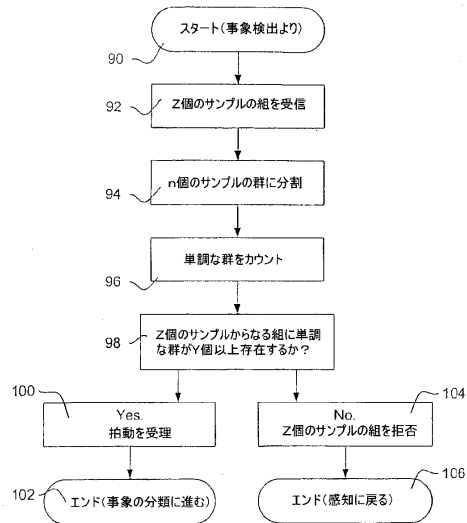 スタート(事象検出より)
90
Z個のサンプルの組を受信
92
n個のサンプルの群に分割
94
単調な群をカウント
96
Z個のサンプルからなる組に単調
な群がY個以上存在するか?
98
100
Yes.
拍動を受理
104
No.
Z個のサンプルの組を拒否
102
エンド(事象の分類に進む)
106
エンド(感知に戻る)